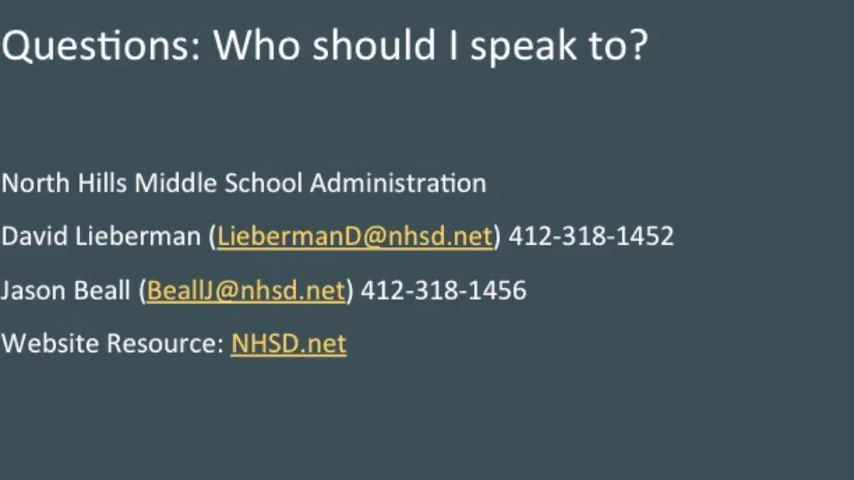 Questions: Who should I speak to?
North Hills Middle School Administration
David Lieberman (LiebermanD@nhsd.net) 412-318-1452
Jason Beall (BeallJ@nhsd.net) 412-318-1456
Website Resource: NHSD.net